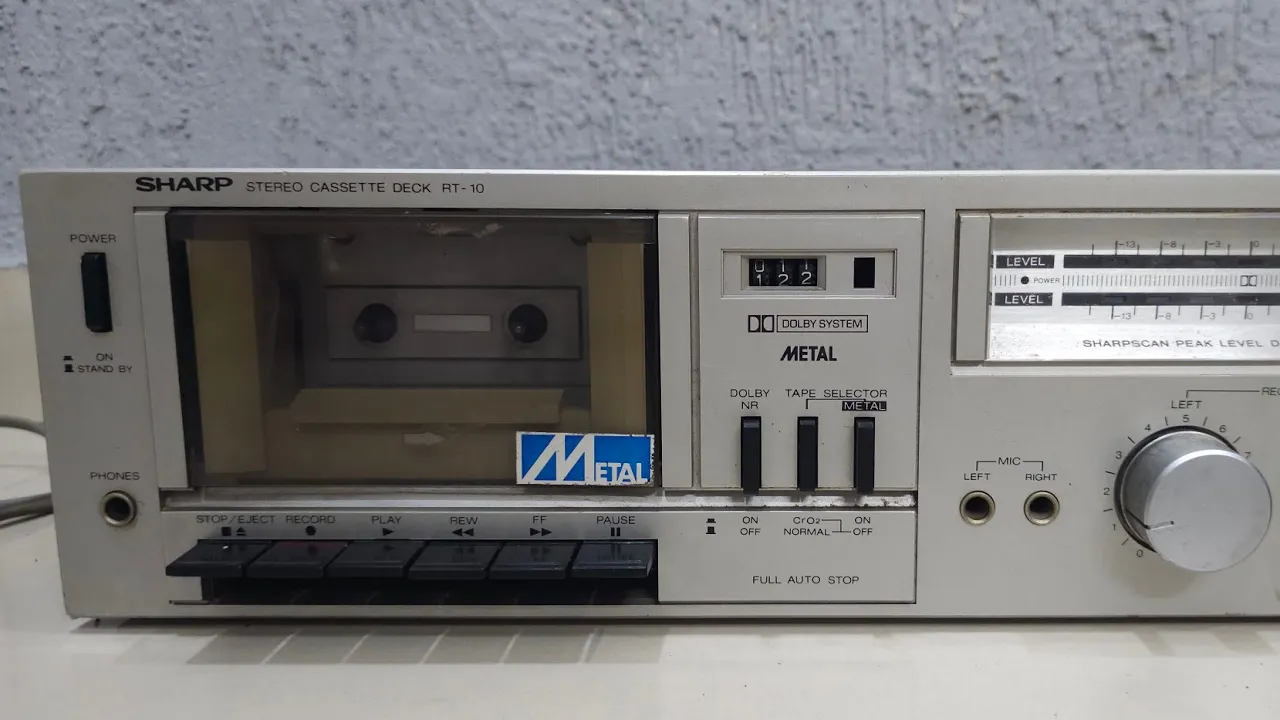 SHARP STEREO CASSETTE DECK RT-10
POWER
ON
STAND BY
PHONES
METAL
STOP/EJECT RECORD PLAY REW FF PAUSE
DOLBY SYSTEM
METAL
DOLBY NR
TAPE SELECTOR
METAL
ON
OFF
CrO2
NORMAL
ON
OFF
FULL AUTO STOP
-13 -8 -3 0
LEVEL
POWER
LEVEL
-13 -8 -3 0
SHARPSCAN PEAK LEVEL D
REC
LEFT
MIC
LEFT RIGHT
0 1 2 3 4 5 6 7